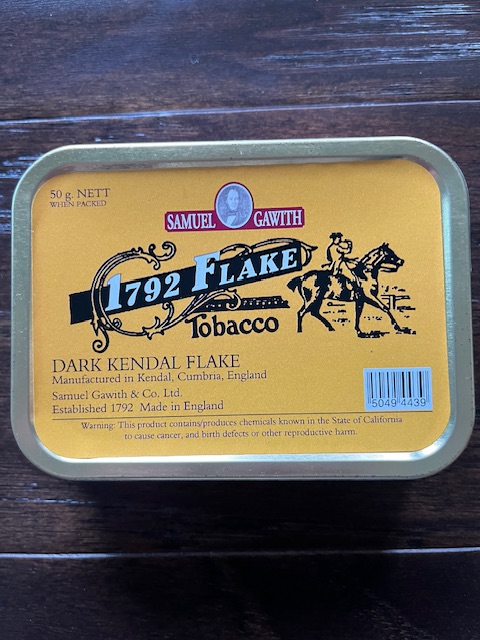 50 g. NETT
WHEN PACKED
SAMUEL GAWITH
1792 FLAKE
Tobacco
DARK KENDAL FLAKE
Manufactured in Kendal, Cumbria, England
Samuel Gawith & Co. Ltd.
Established 1792 Made in England
5049 4439
Warning: This product contains/produces chemicals known in the State of California
to cause cancer, and birth defects or other reproductive harm.